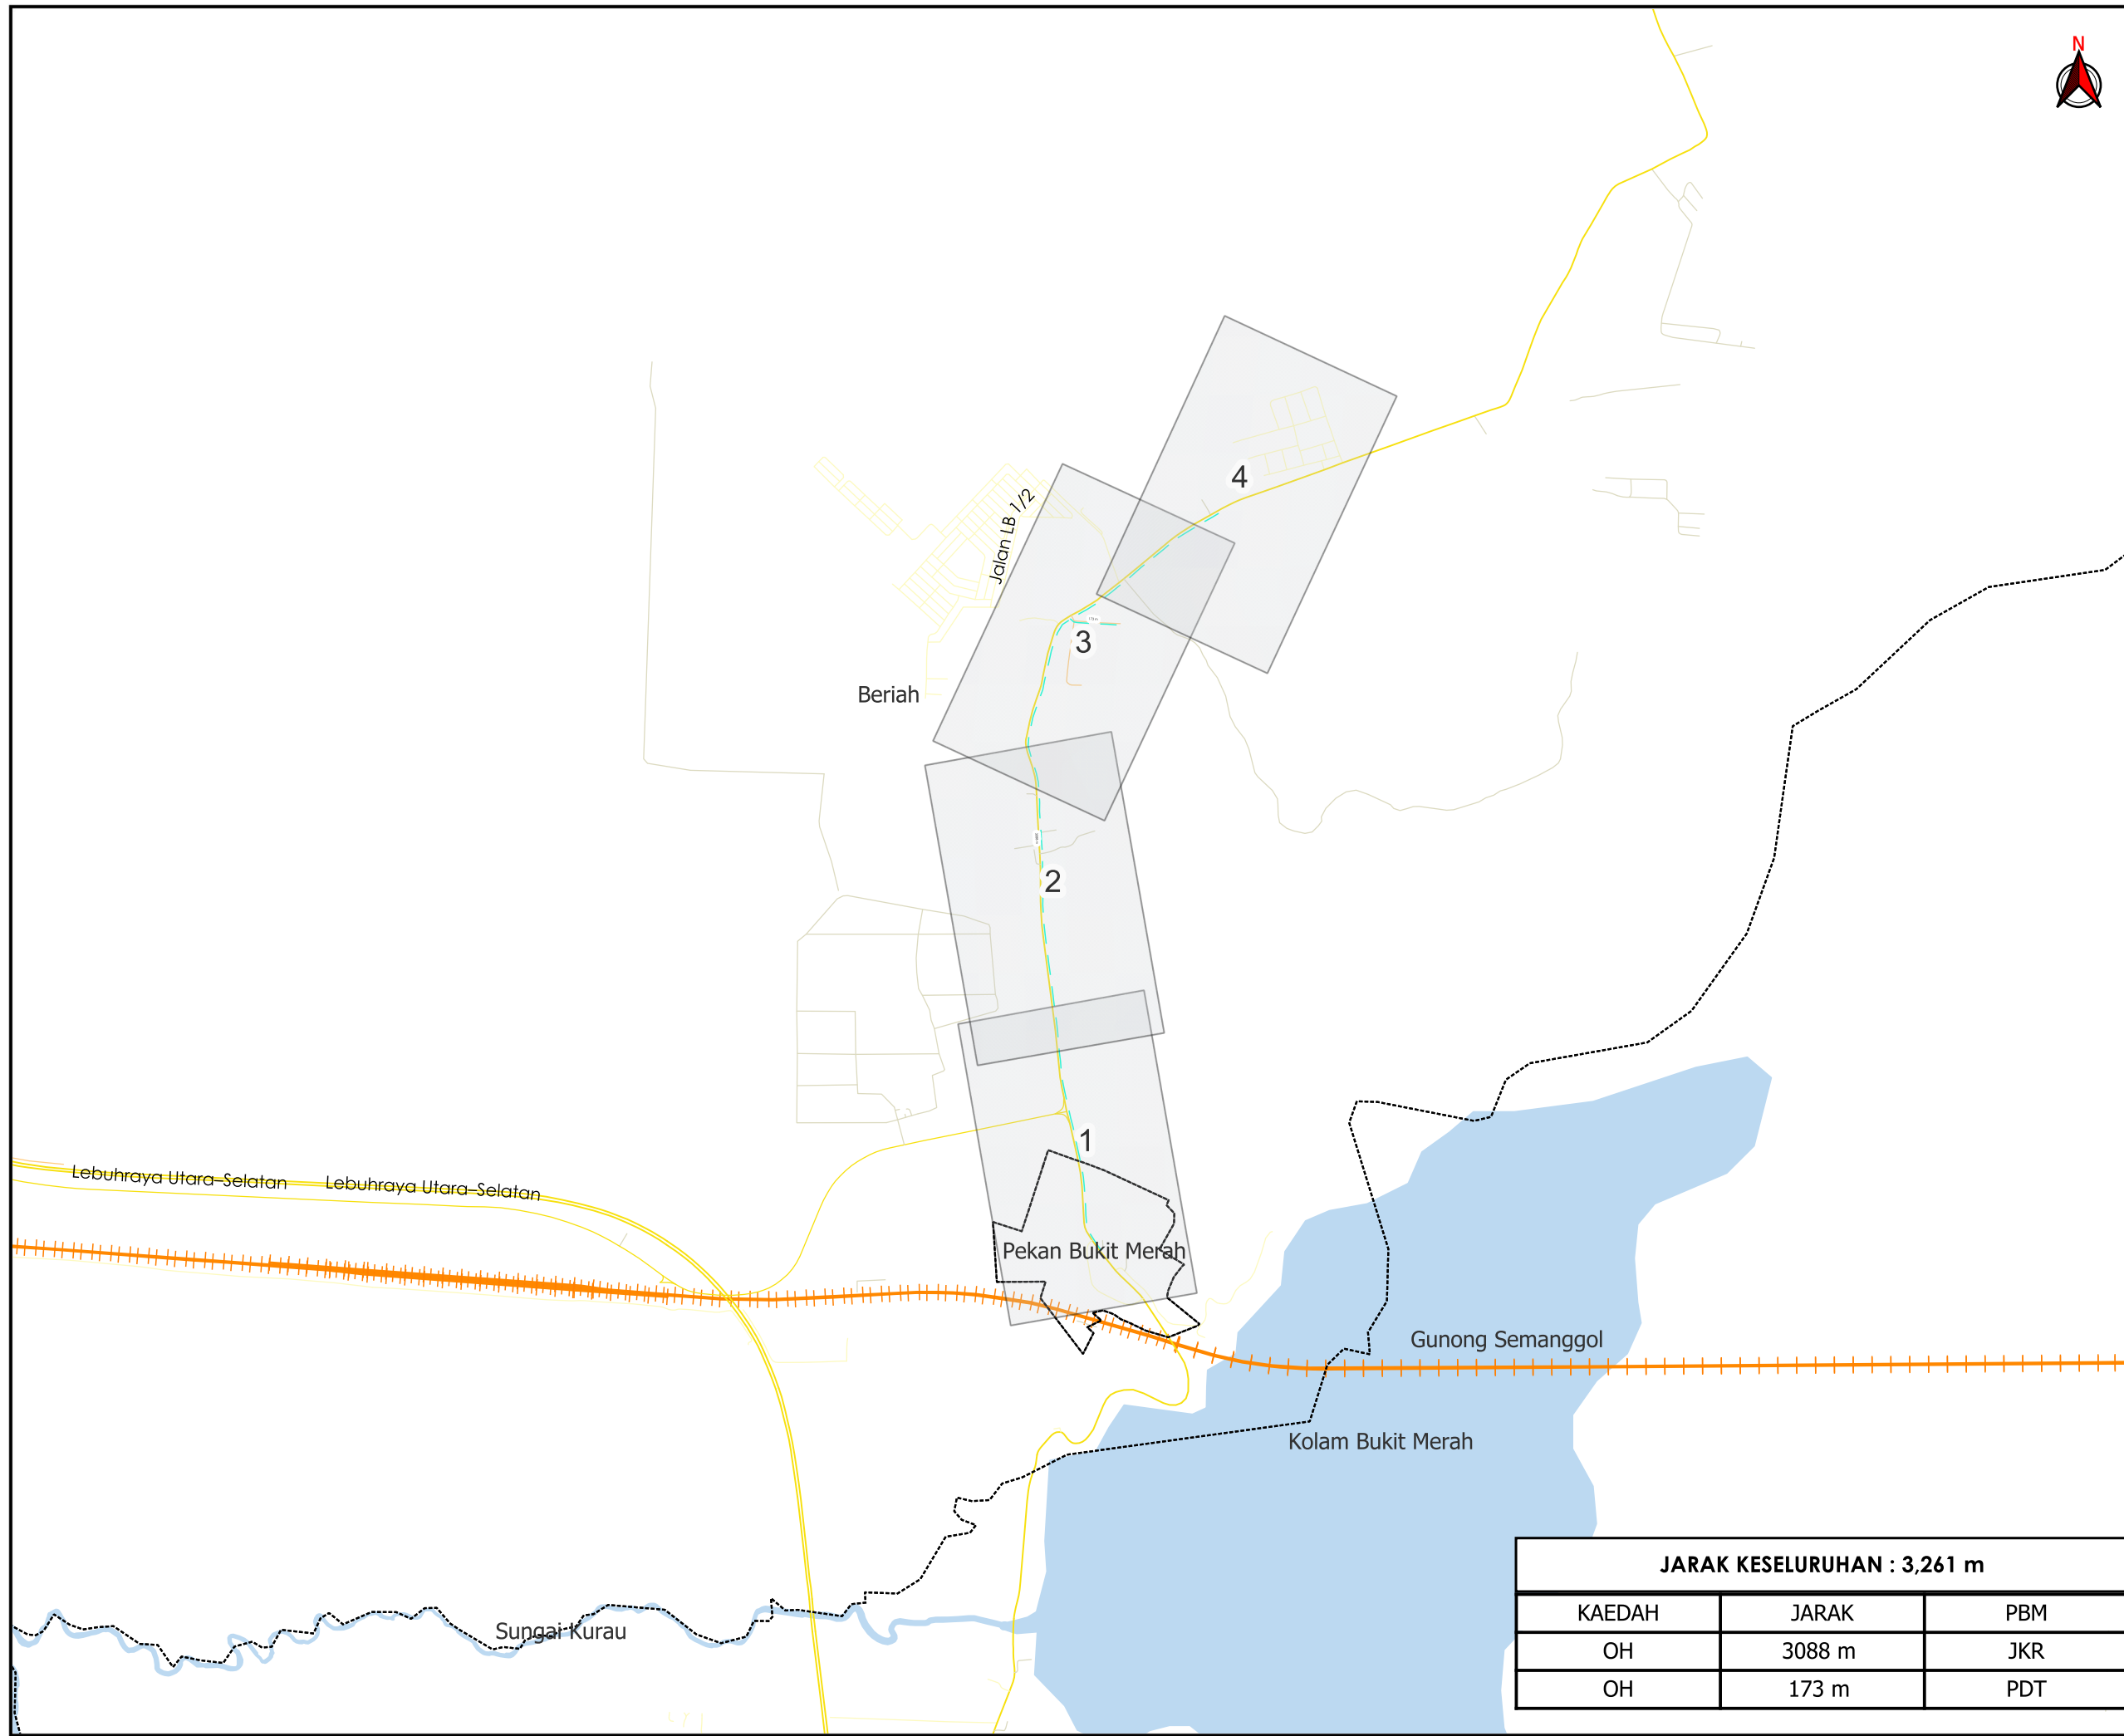 N
4
Jalan LB 1/2
3
Beriah
2
1
Lebuhraya Utara–Selatan
Lebuhraya Utara–Selatan
Pekan Bukit Merah
Gunong Semanggol
Kolam Bukit Merah
Sungai Kurau
JARAK KESELURUHAN : 3,261 m
KAEDAH JARAK PBM
OH 3088 m JKR
OH 173 m PDT